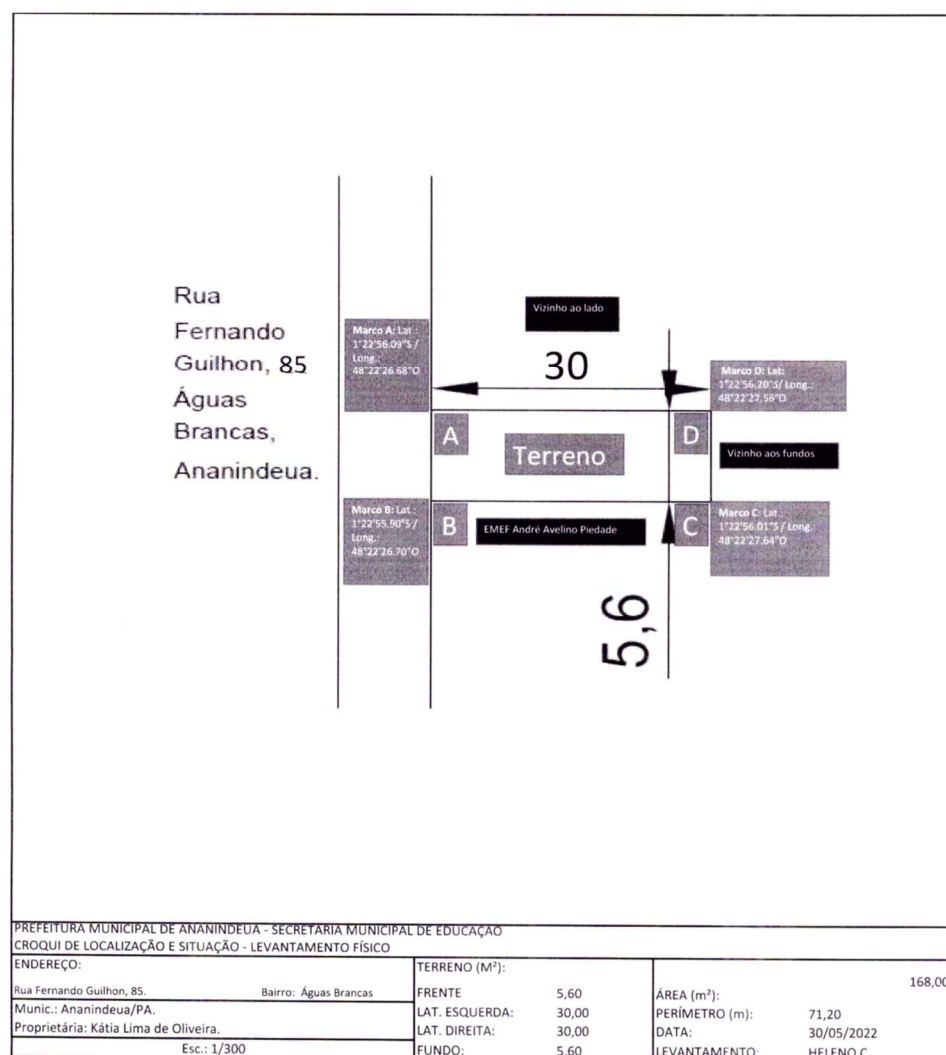 Rua
Fernando
Guilhon, 85
Águas
Brancas,
Ananindeua.
Marco A: Lat.:
1°22'56.09"S /
Long.:
48°22'26.68"O
Vizinho ao lado
30
Marco D: Lat:
1°22'56.20"S/ Long.:
48°22'27.56"O
A
Terreno
D
Vizinho aos fundos
Marco B: Lat.:
1°22'55.90"S /
Long.:
48°22'26.70"O
B
EMEF André Avelino Piedade
C
Marco C: Lat.:
1°22'56.01"S / Long.:
48°22'27.64"O
5,6
PREFEITURA MUNICIPAL DE ANANINDEUA - SECRETARIA MUNICIPAL DE EDUCAÇÃO
CROQUI DE LOCALIZAÇÃO E SITUAÇÃO - LEVANTAMENTO FÍSICO
ENDEREÇO:
Rua Fernando Guilhon, 85. Bairro: Águas Brancas
Munic.: Ananindeua/PA.
Proprietária: Kátia Lima de Oliveira.
Esc.: 1/300
TERRENO (M²):
FRENTE 5,60
LAT. ESQUERDA: 30,00
LAT. DIREITA: 30,00
FUNDO: 5,60
168,00
ÁREA (m²):
PERÍMETRO (m): 71,20
DATA: 30/05/2022
LEVANTAMENTO: HELENO C.